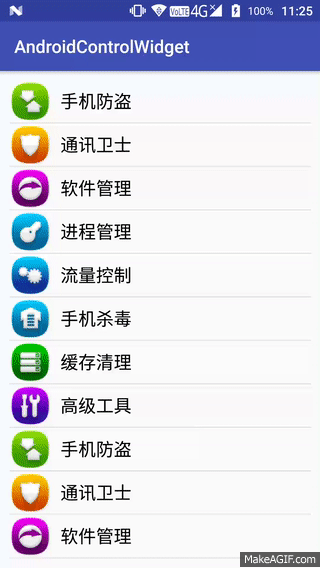 VoLTE 4G 100% 11:25
AndroidControlWidget
手机防盗
通讯卫士
软件管理
进程管理
流量控制
手机杀毒
缓存清理
高级工具
手机防盗
通讯卫士
软件管理
MakeAGIF.com